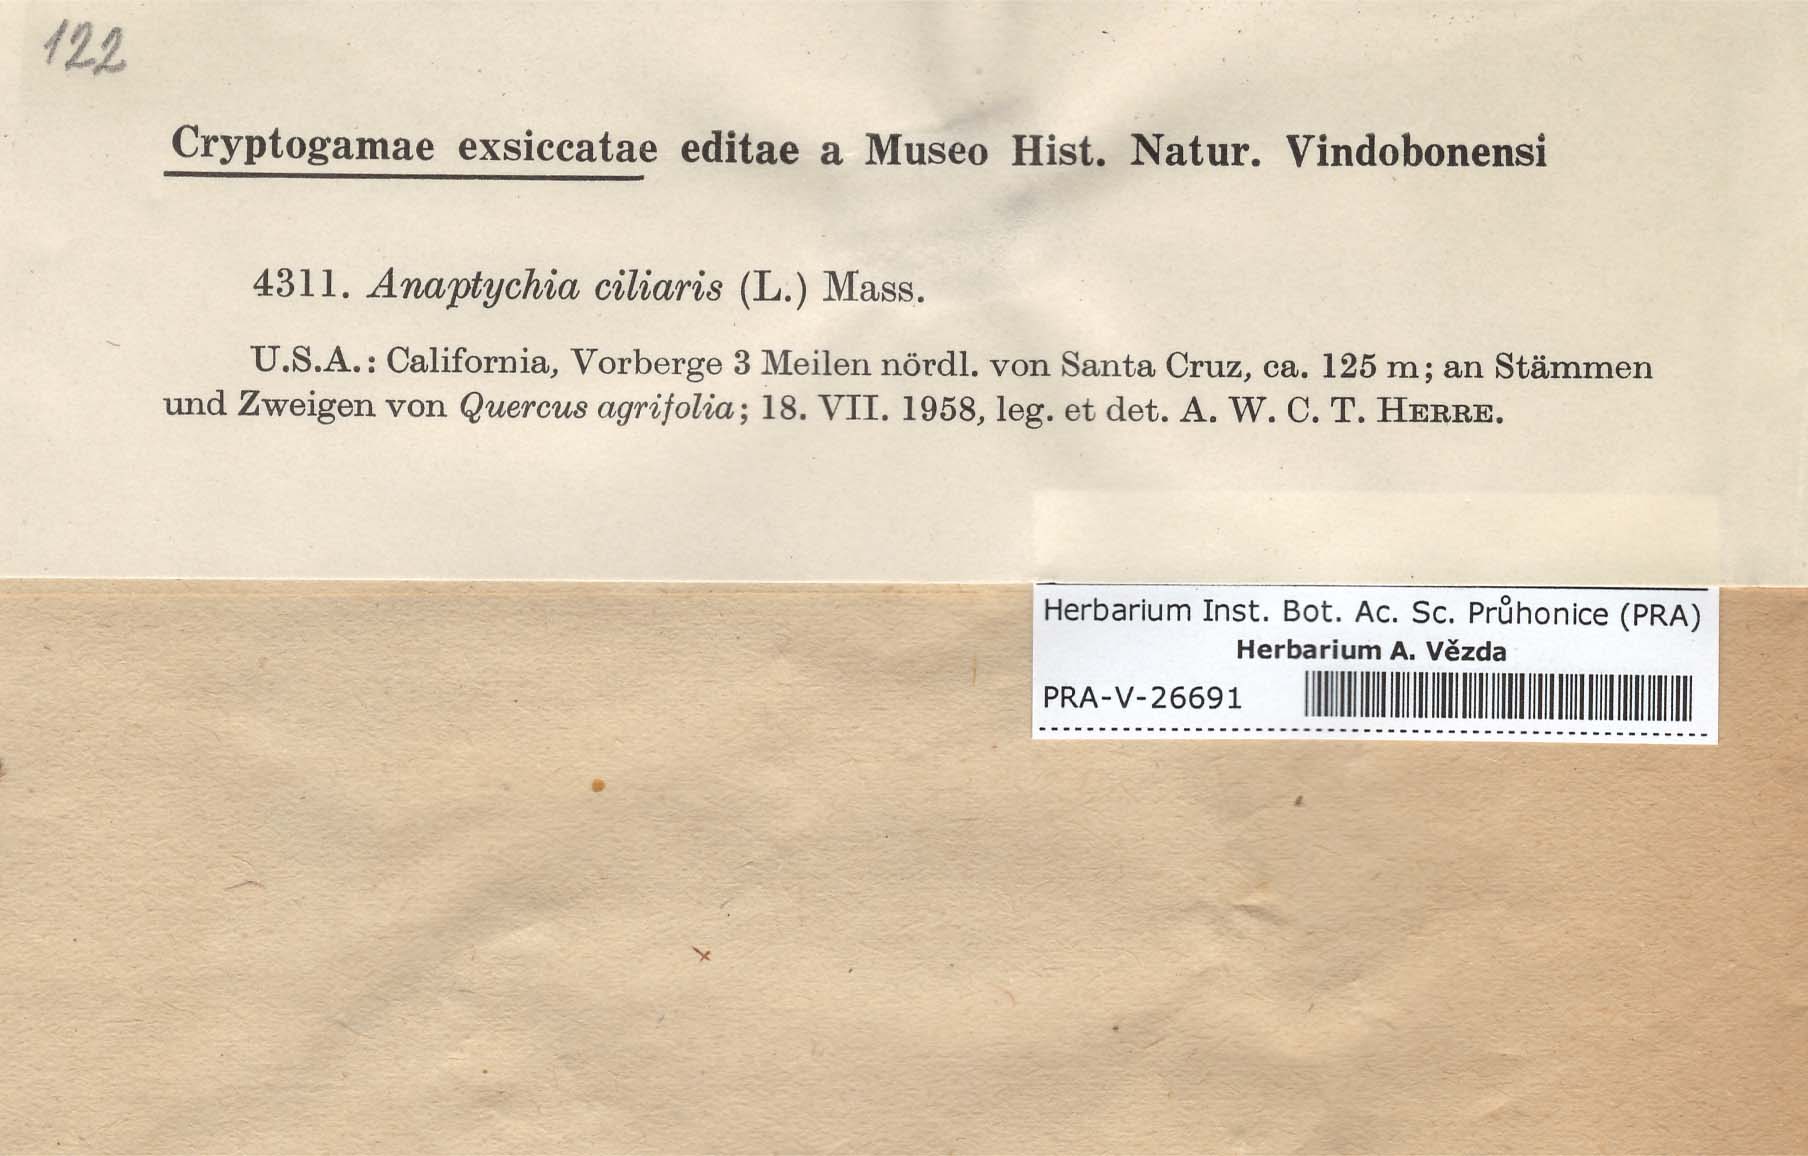 122
Cryptogamae exsiccatae editae a Museo Hist. Natur. Vindobonensi
4311. Anaptychia ciliaris (L.) Mass.
U.S.A.: California, Vorberge 3 Meilen nördl. von Santa Cruz, ca. 125 m; an Stämmen
und Zweigen von Quercus agrifolia; 18. VII. 1958, leg. et det. A. W. C. T. HERRE.
Herbarium Inst. Bot. Ac. Sc. Průhonice (PRA)
Herbarium A. Vězda
PRA-V-26691